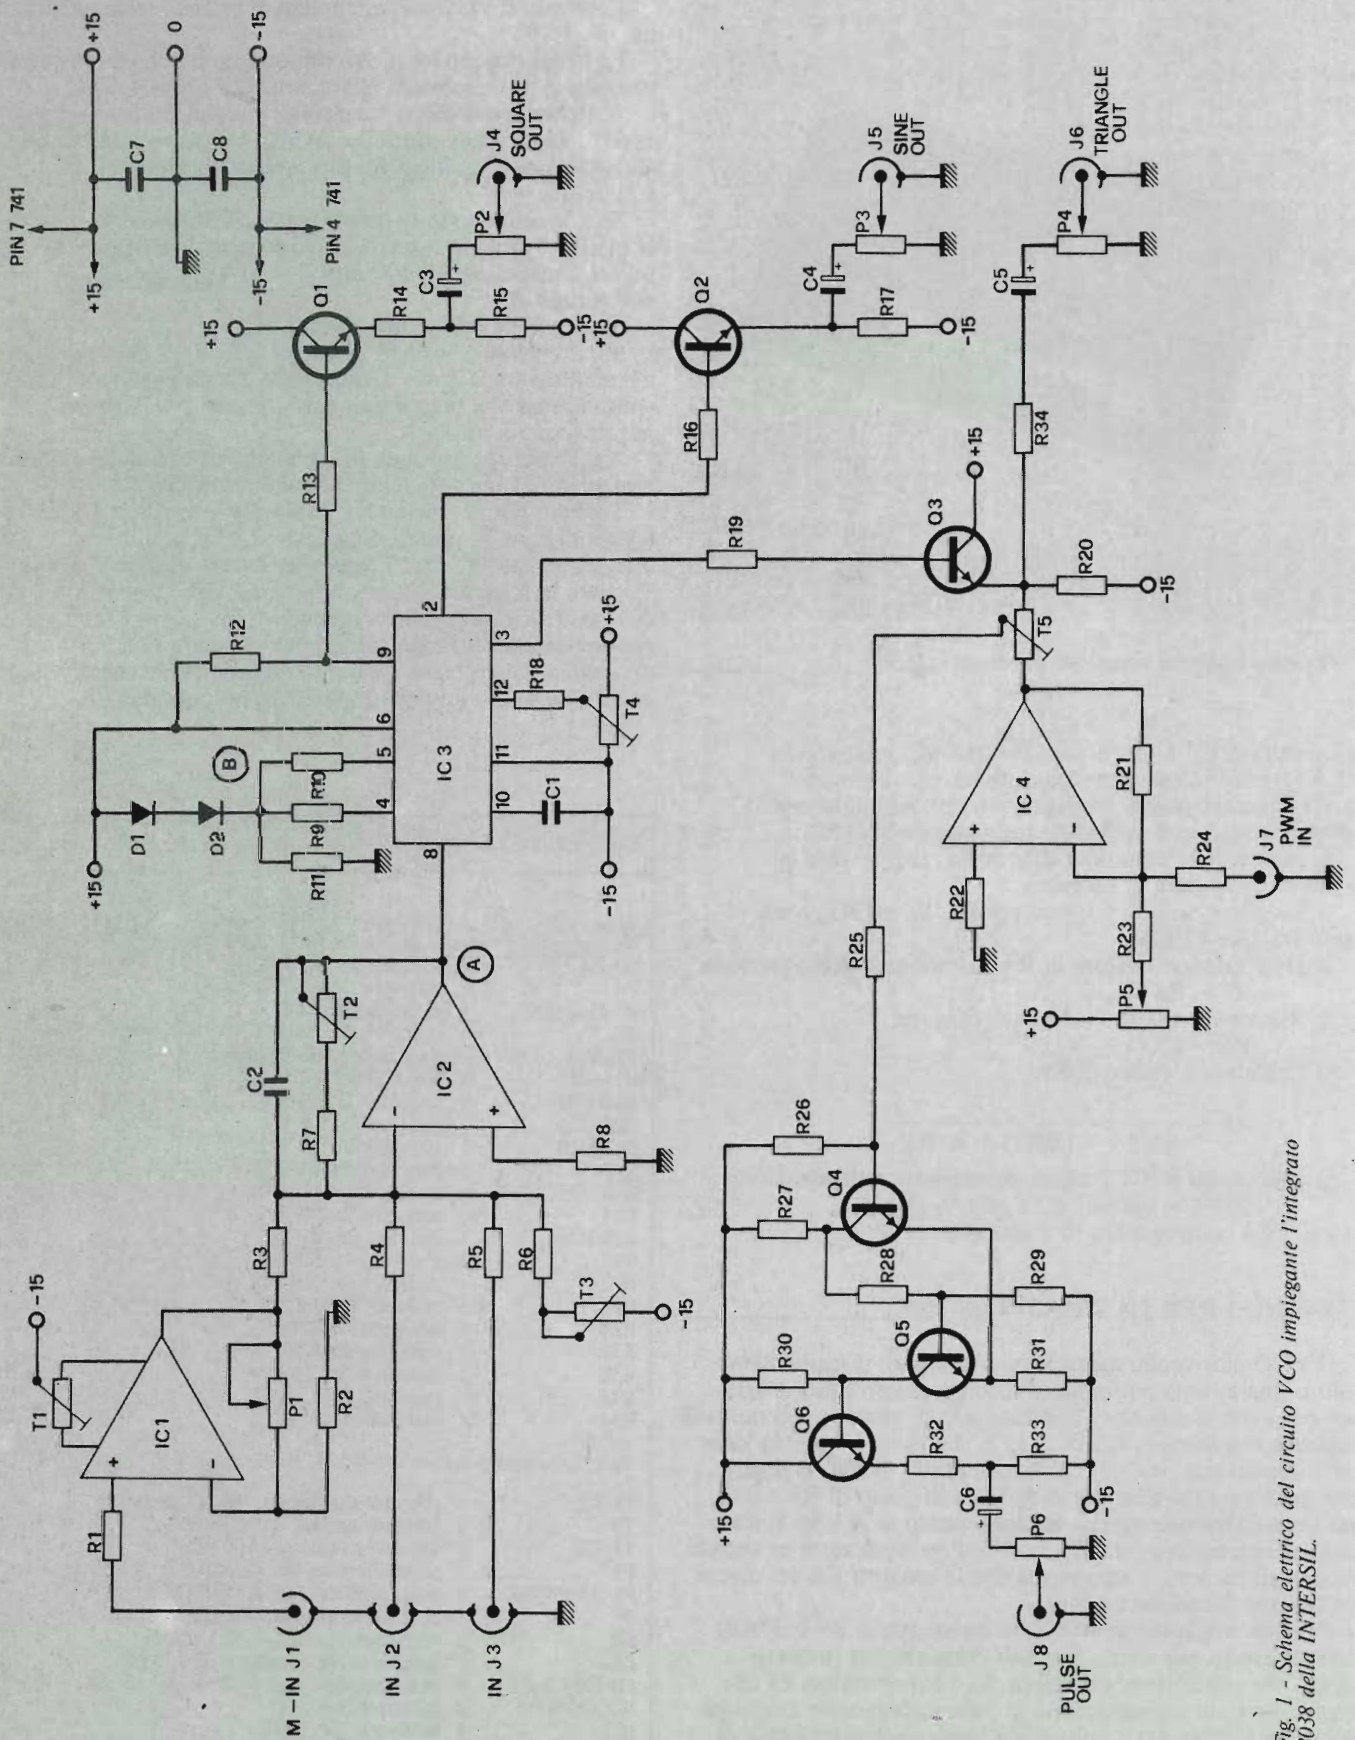 +15
0
-15
C7
C8
PIN 7 741
PIN 4 741
+15
-15
J4
SQUARE
OUT
P2
C3
+
Q1
+15
R14
R15
-15
R13
J5
SINE
OUT
P3
C4
+
Q2
+15
R17
-15
R16
J6
TRIANGLE
OUT
P4
C5
+
R34
Q3
+15
R19
R20
-15
T5
R12
+15
D1
D2
B
R10
R9
R11
IC 3
8
4
5
6
9
2
10
11
12
3
R18
T4
+15
C1
-15
A
C2
R7
T2
IC 2
-
+
R8
R3
R4
R5
R6
T3
-15
T1
-15
IC1
+
-
P1
R2
R1
M-IN J1
IN J2
IN J3
IC 4
+
-
R21
R22
R23
R24
J7
PWM
IN
P5
+15
R25
R26
R27
Q4
R28
R29
R30
Q5
R31
Q6
R32
R33
+15
-15
C6
+
P6
J 8
PULSE
OUT
Fig. 1 - Schema elettrico del circuito VCO impiegante l'integrato
8038 della INTERSIL.